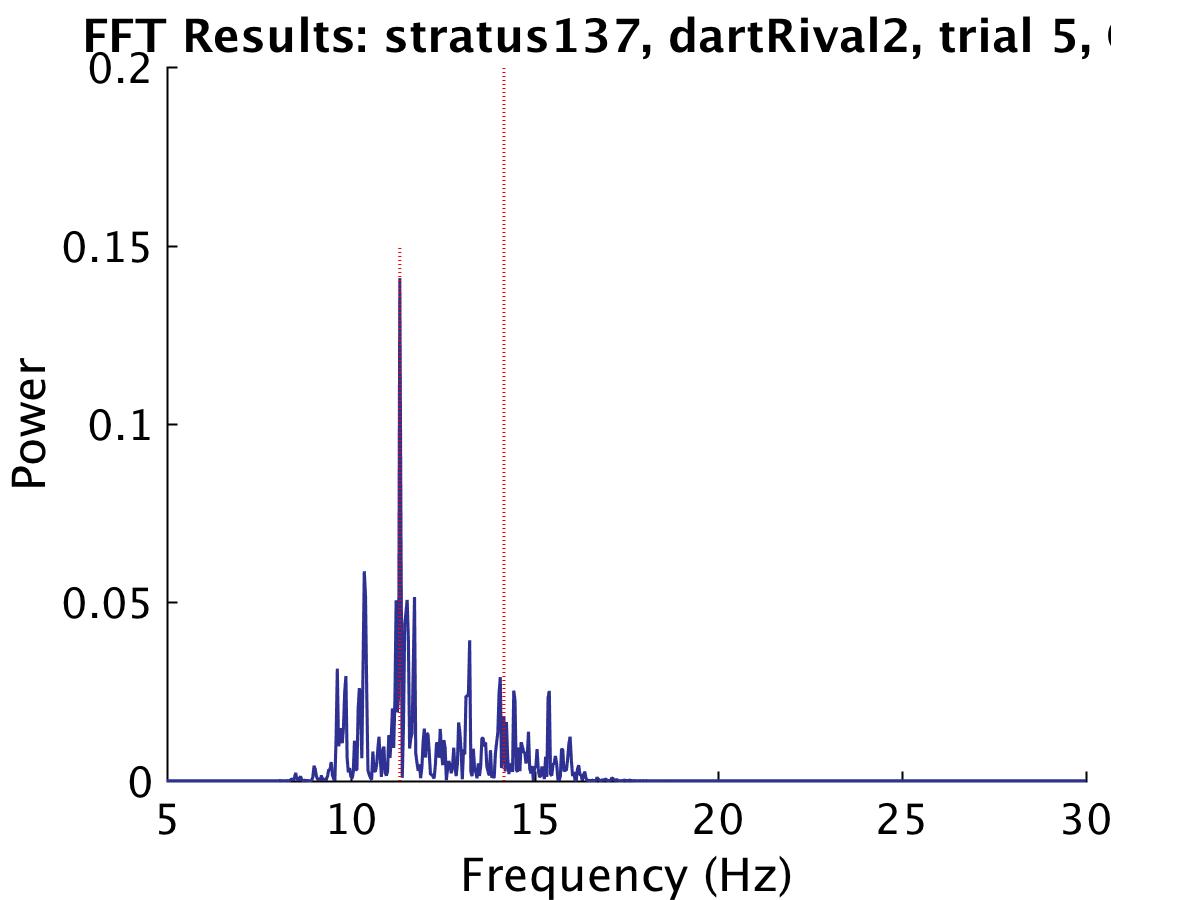 FFT Results: stratus137, dartRival2, trial 5,
0.2
0.15
0.1
0.05
0
Power
5 10 15 20 25 30
Frequency (Hz)